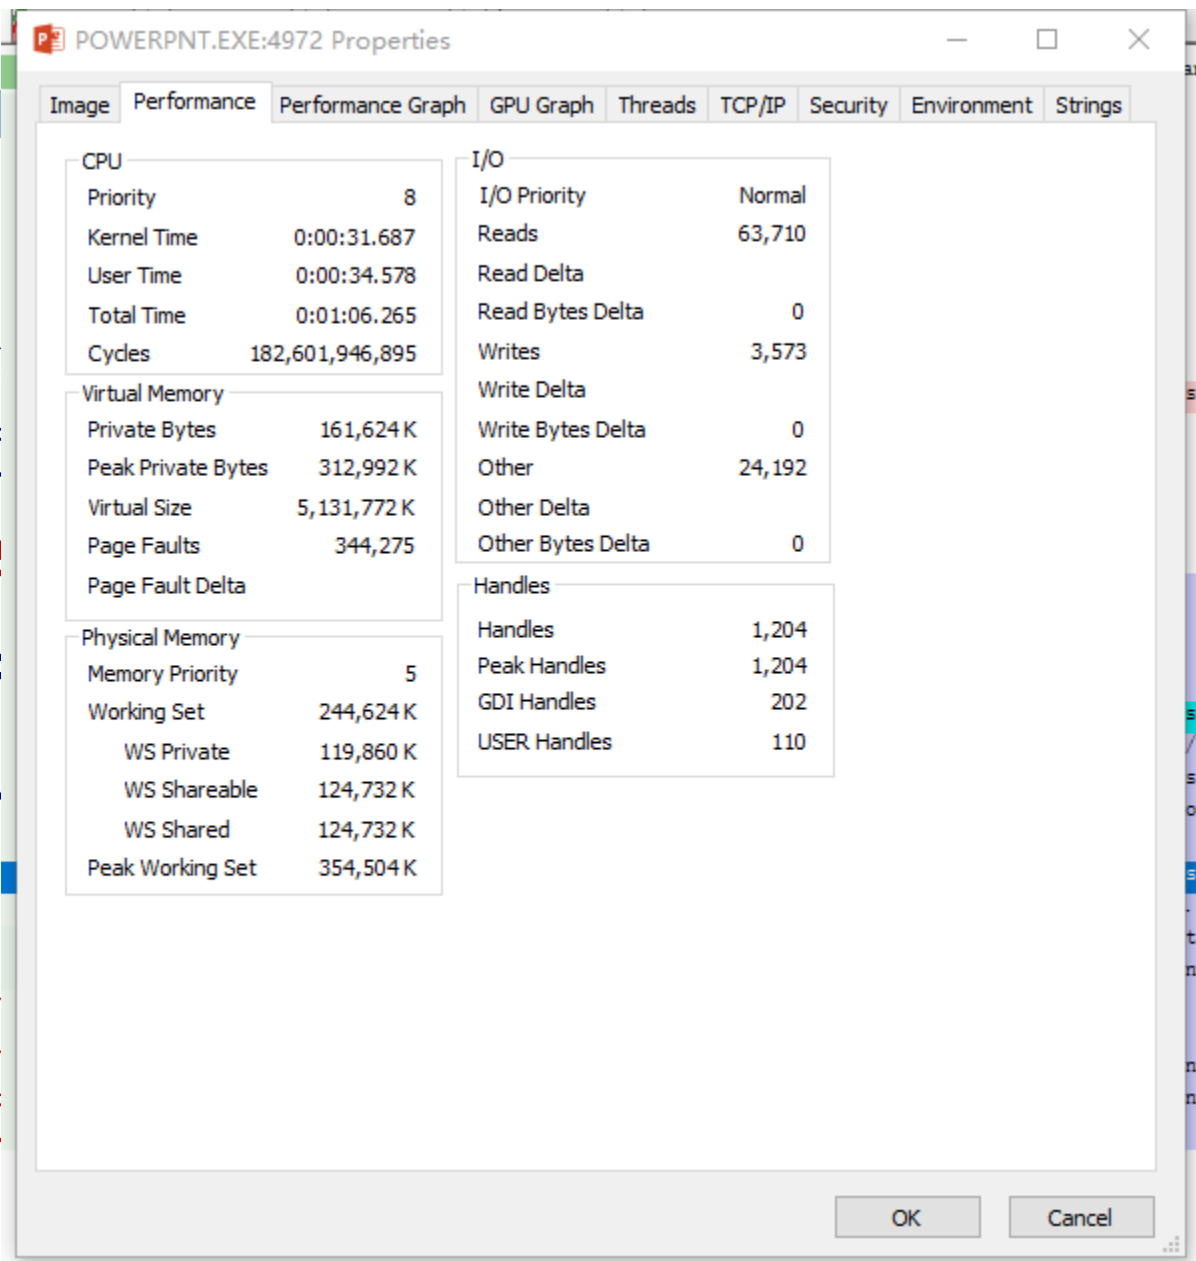 POWERPNT.EXE:4972 Properties
Image Performance Performance Graph GPU Graph Threads TCP/IP Security Environment Strings
CPU
Priority 8
Kernel Time 0:00:31.687
User Time 0:00:34.578
Total Time 0:01:06.265
Cycles 182,601,946,895
Virtual Memory
Private Bytes 161,624 K
Peak Private Bytes 312,992 K
Virtual Size 5,131,772 K
Page Faults 344,275
Page Fault Delta
Physical Memory
Memory Priority 5
Working Set 244,624 K
WS Private 119,860 K
WS Shareable 124,732 K
WS Shared 124,732 K
Peak Working Set 354,504 K
I/O
I/O Priority Normal
Reads 63,710
Read Delta
Read Bytes Delta 0
Writes 3,573
Write Delta
Write Bytes Delta 0
Other 24,192
Other Delta
Other Bytes Delta 0
Handles
Handles 1,204
Peak Handles 1,204
GDI Handles 202
USER Handles 110
OK Cancel